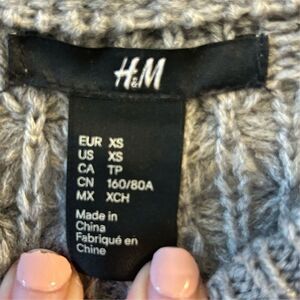 H&M
EUR XS
US XS
CA TP
CN 160/80A
MX XCH
Made in
China
Fabriqué en
Chine